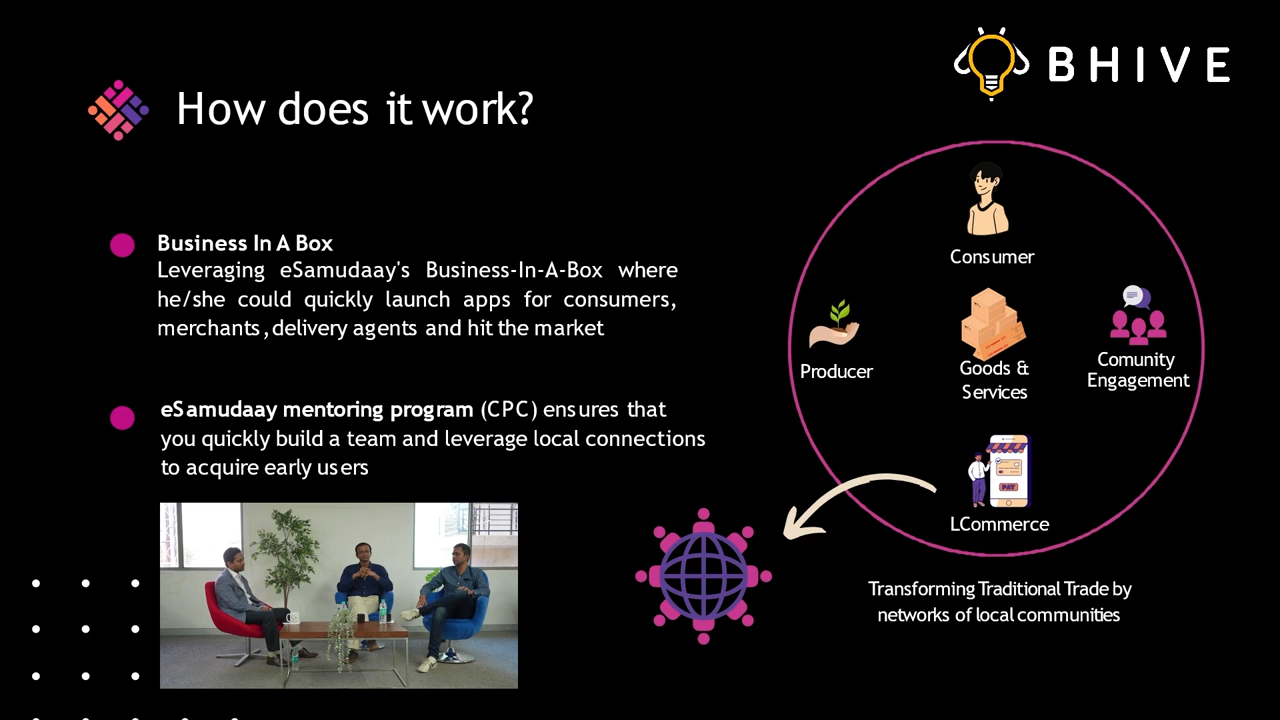 BHIVE
How does it work?
Business In A Box
Leveraging eSamudaay's Business-In-A-Box where
he/she could quickly launch apps for consumers,
merchants, delivery agents and hit the market
eSamudaay mentoring program (CPC) ensures that
you quickly build a team and leverage local connections
to acquire early users
Consumer
Producer
Goods &
Services
Comunity
Engagement
PAY
LCommerce
Transforming Traditional Trade by
networks of local communities